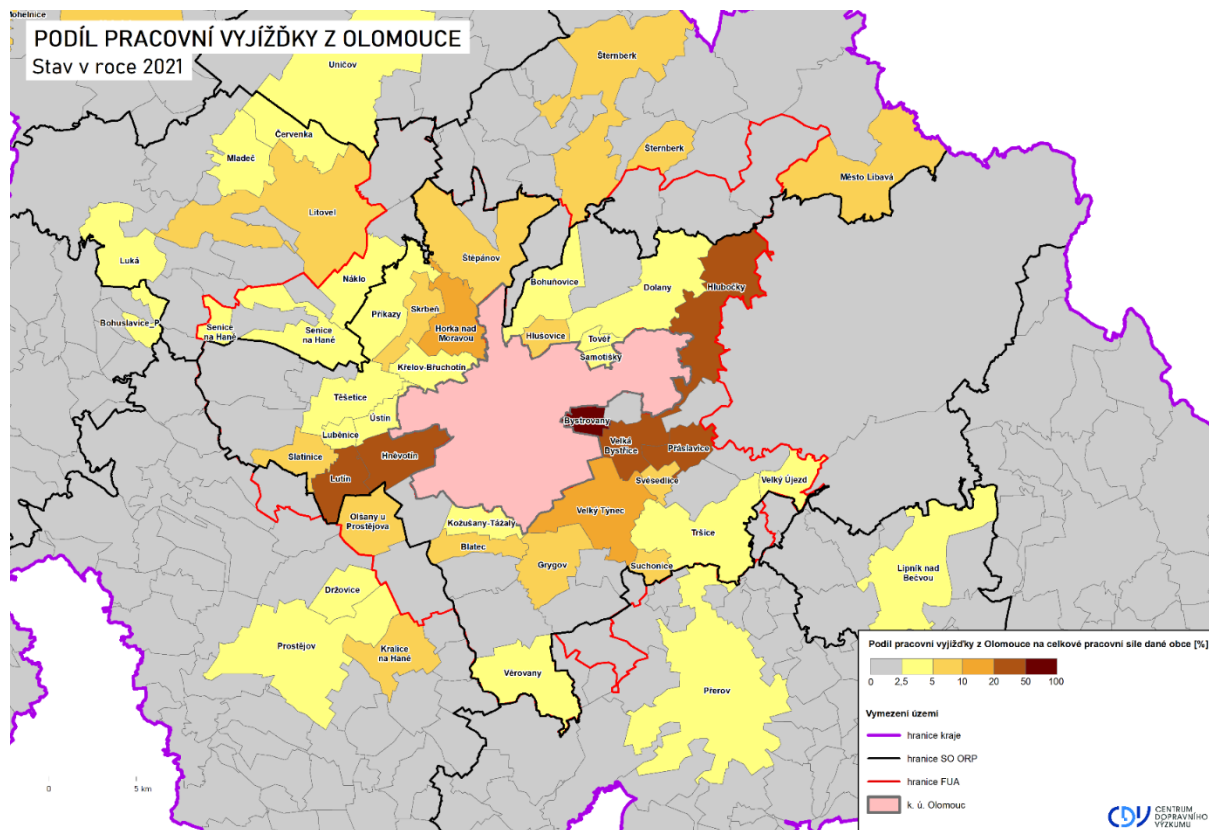 ohelnice
PODÍL PRACOVNÍ VYJÍŽĎKY Z OLOMOUCE
Stav v roce 2021
Uničov
Šternberk
Červenka
Mladeč
Šternberk
Město Libavá
Litovel
Luká
Štěpánov
Náklo
Bohuňovice
Dolany
Hlubočky
Bohuslavice_P
Senice
na Hané
Senice
na Hané
Příkazy
Skrbeň
Horka nad
Moravou
Hlušovice
Tovéř
Samotišky
Křelov-Břuchotín
Těšetice
Ústín
Luběnice
Bystrovany
Slatinice
Hněvotín
Velká
Bystřice
Přáslavice
Lutín
Svésedlice
Velký Újezd
Olšany u
Prostějova
Velký Týnec
Kožušany-Tážaly
Tršice
Blatec
Grygov
Suchonice
Lipník nad
Bečvou
Držovice
Prostějov
Kralice
na Hané
Věrovany
Přerov
Podíl pracovní vyjížďky z Olomouce na celkové pracovní síle dané obce [%]
0 2,5 5 10 20 50 100
Vymezení území
hranice kraje
hranice SO ORP
hranice FUA
k. ú. Olomouc
0 5 km
CDV CENTRUM
DOPRAVNÍHO
VÝZKUMU